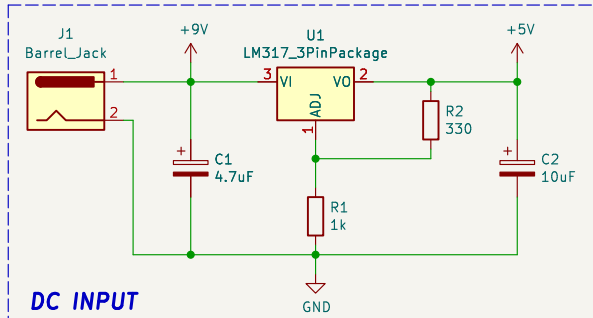 J1
Barrel_Jack
1
2
+9V
U1
LM317_3PinPackage
3
VI
VO
2
ADJ
1
+5V
R2
330
+
C1
4.7uF
+
C2
10uF
R1
1k
GND
DC INPUT